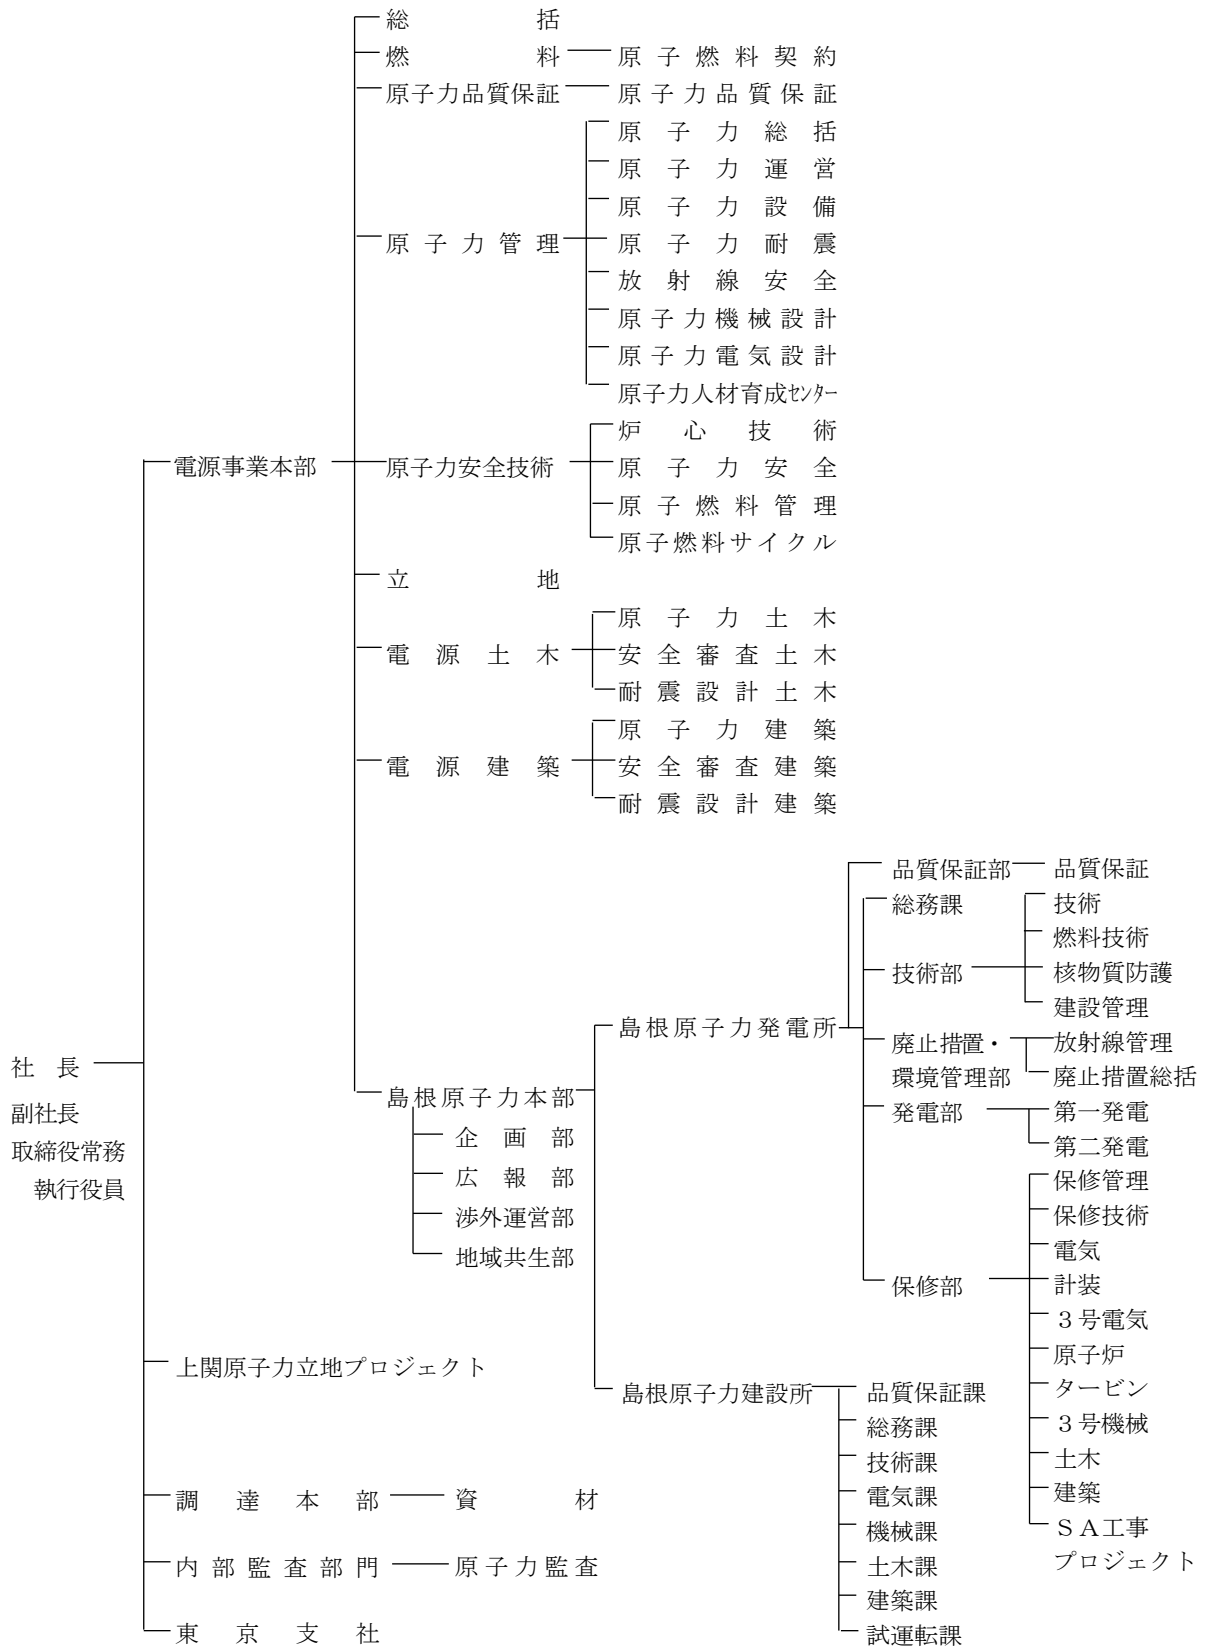 総括
燃料 原子燃料契約
原子力品質保証 原子力品質保証
原子力総括
原子力運営
原子力設備
原子力管理 原子力耐震
放射線安全
原子力機械設計
原子力電気設計
原子力人材育成センター
炉心技術
電源事業本部 原子力安全技術 原子力安全
原子燃料管理
原子燃料サイクル
立地
原子力土木
電源土木 安全審査土木
耐震設計土木
原子力建築
電源建築 安全審査建築
耐震設計建築
品質保証部 品質保証
総務課 技術
燃料技術
技術部 核物質防護
建設管理
島根原子力発電所
廃止措置・ 放射線管理
環境管理部 廃止措置総括
社長
島根原子力本部
発電部 第一発電
副社長
企画部
第二発電
取締役常務
広報部
保修管理
執行役員
渉外運営部
保修技術
地域共生部
電気
保修部 計装
3号電気
原子炉
上関原子力立地プロジェクト
タービン
島根原子力建設所 品質保証課
3号機械
総務課
土木
技術課
調達本部 資材
電気課
建築
機械課
SA工事
プロジェクト
内部監査部門 原子力監査
土木課
建築課
東京支社
試運転課